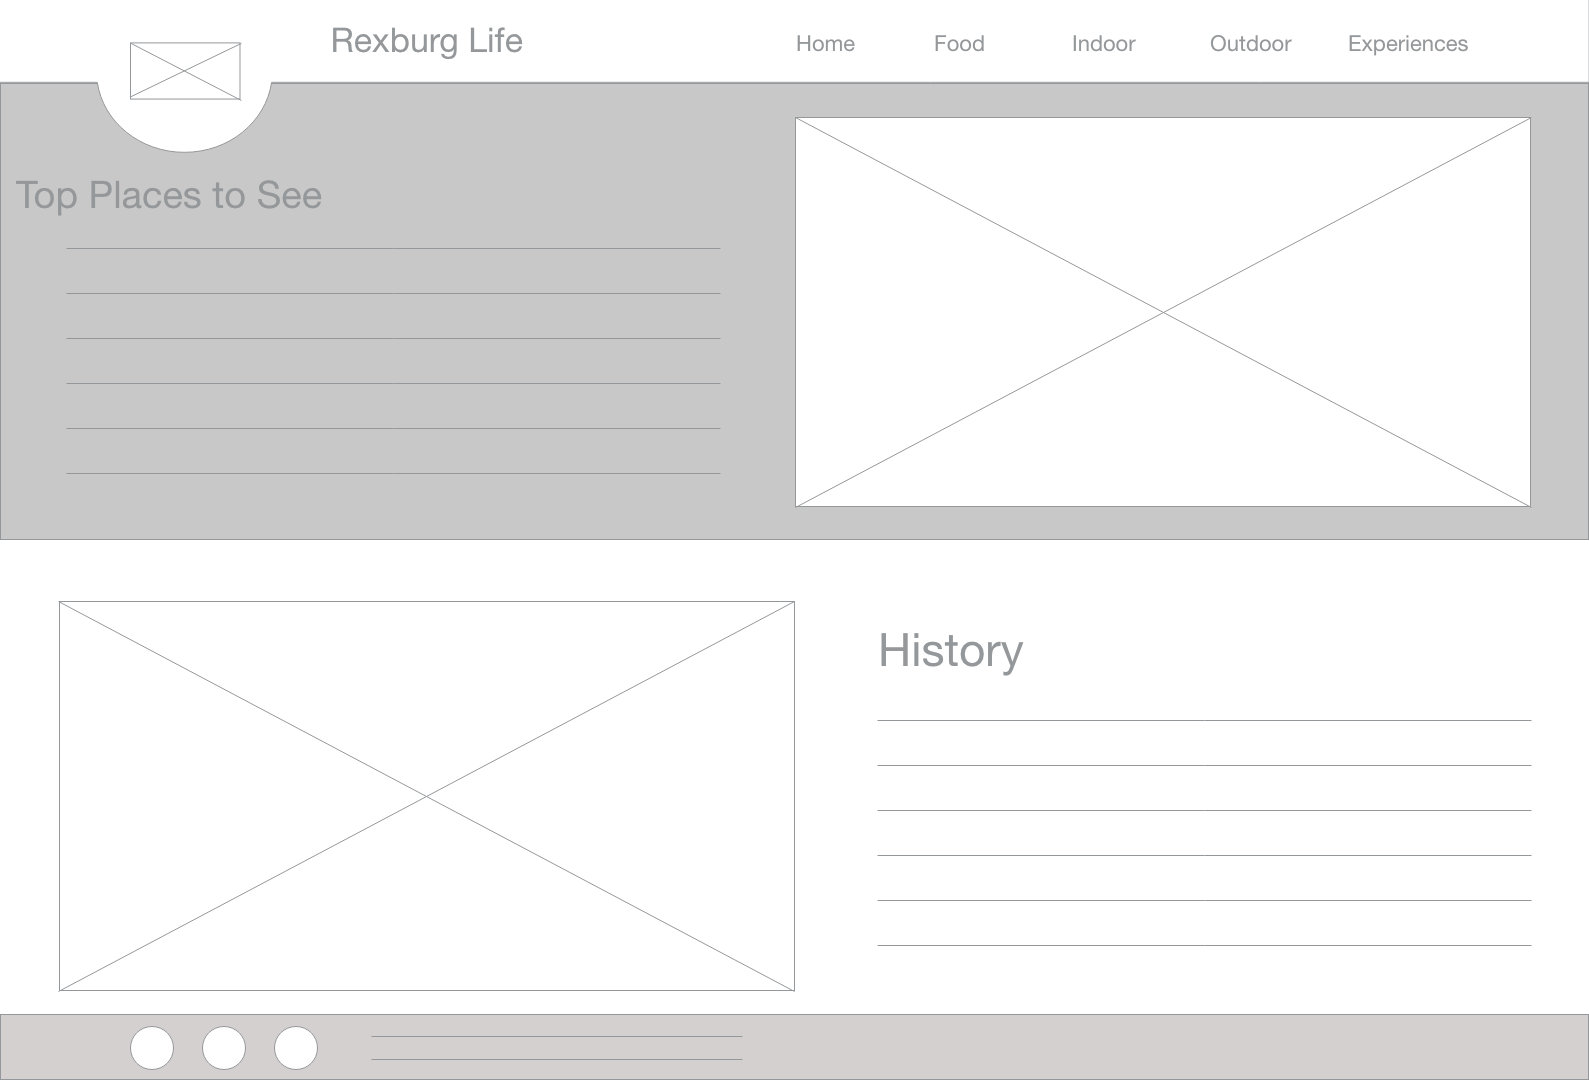 Rexburg Life
Home Food Indoor Outdoor Experiences
Top Places to See
History